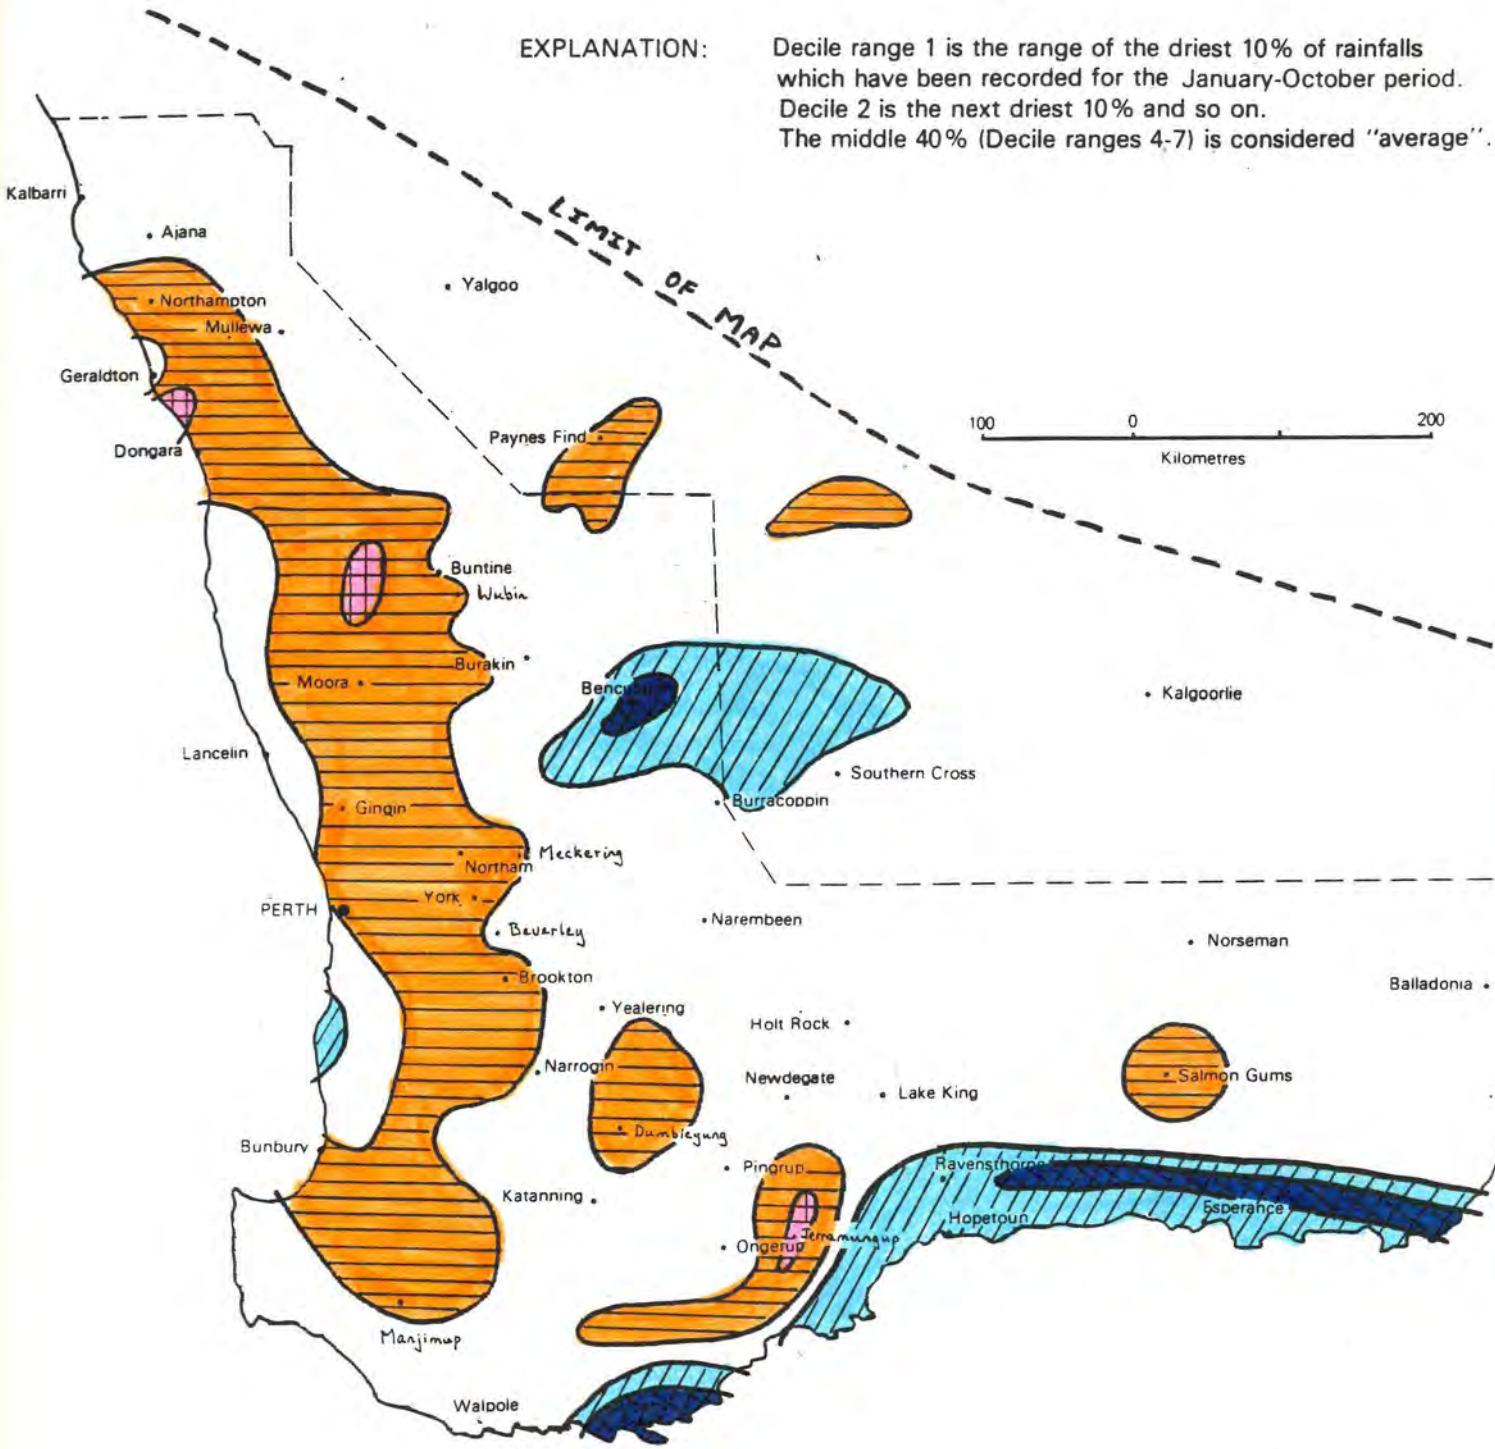 EXPLANATION:
Decile range 1 is the range of the driest 10% of rainfalls
which have been recorded for the January-October period.
Decile 2 is the next driest 10% and so on.
The middle 40% (Decile ranges 4-7) is considered "average".
LIMIT OF MAP
Kalbarri
Ajana
Yalgoo
Northampton
Mullewa
Geraldton
Dongara
Paynes Find
100 0 200
Kilometres
Buntine
Wubin
Burakin
Moora
Kalgoorlie
Lancelin
Southern Cross
Burracoppin
Gingin
Meckering
Northam
York
PERTH
Narembeen
Beverley
Norseman
Brookton
Balladonia
Yealering
Holt Rock
Narrogin
Newdegate
Lake King
Salmon Gums
Dumbleyung
Bunbury
Pingrup
Ravensthorpe
Katanning
Esperance
Hopetoun
Jerramungup
Ongerup
Manjimup
Walpole